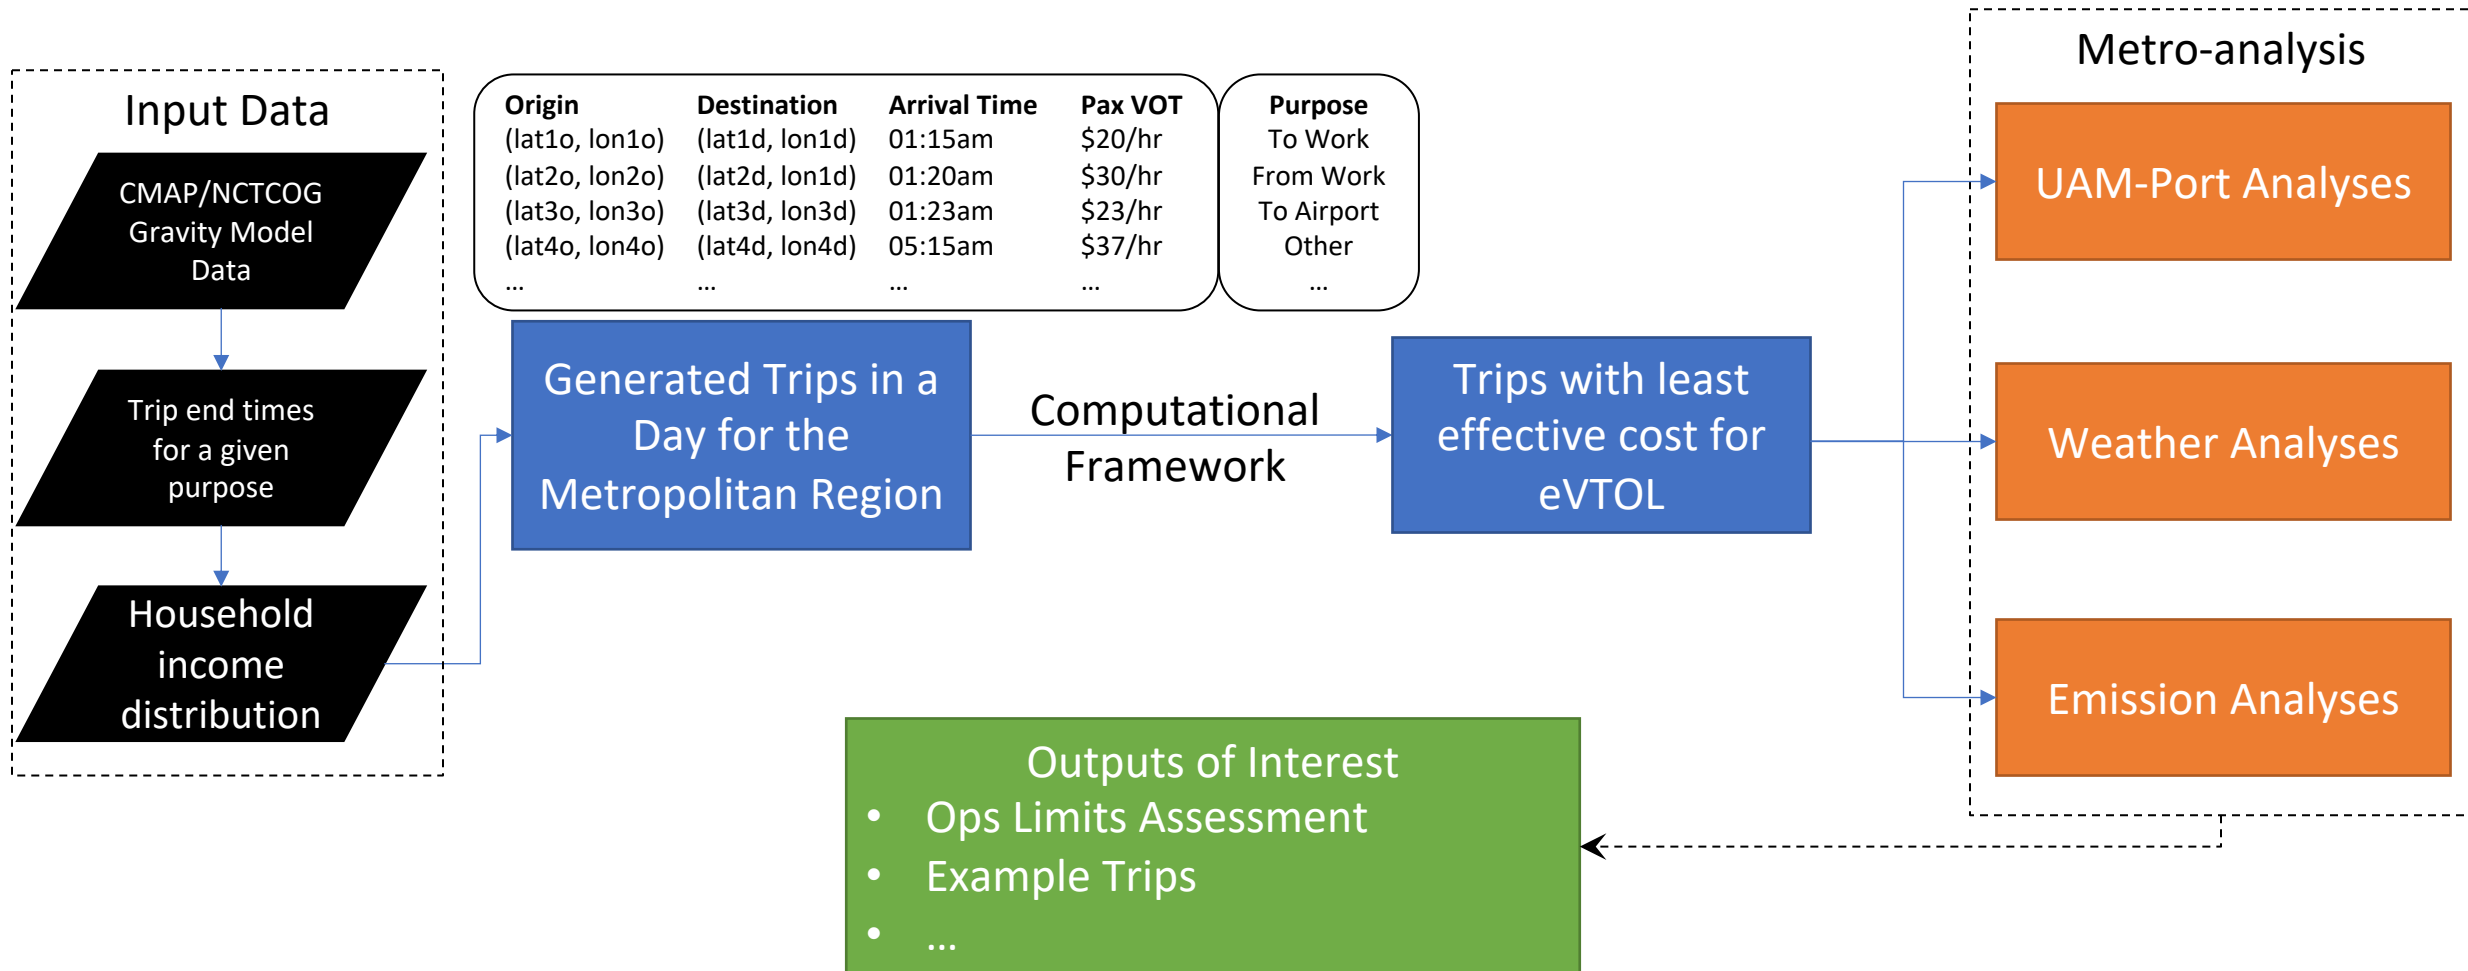 Input Data
CMAP/NCTCOG
Gravity Model
Data
Trip end times
for a given
purpose
Household
income
distribution
Origin Destination Arrival Time Pax VOT Purpose
(lat1o, lon1o) (lat1d, lon1d) 01:15am $20/hr To Work
(lat2o, lon2o) (lat2d, lon1d) 01:20am $30/hr From Work
(lat3o, lon3o) (lat3d, lon3d) 01:23am $23/hr To Airport
(lat4o, lon4o) (lat4d, lon4d) 05:15am $37/hr Other
... ... ... ... ...
Generated Trips in a
Day for the
Metropolitan Region
Computational
Framework
Trips with least
effective cost for
eVTOL
Metro-analysis
UAM-Port Analyses
Weather Analyses
Emission Analyses
Outputs of Interest
• Ops Limits Assessment
• Example Trips
• ...